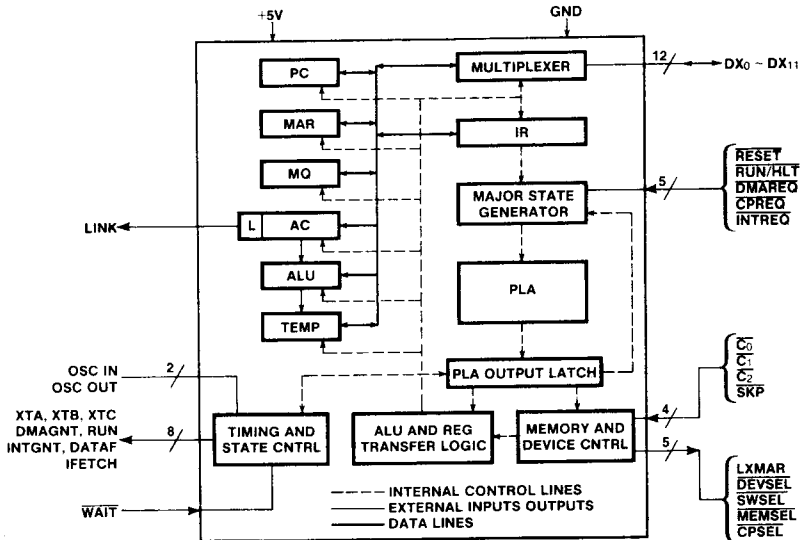 +5V
GND
PC
MULTIPLEXER
12
DX0 ~ DX11
MAR
IR
MQ
MAJOR STATE
GENERATOR
5
RESET
RUN/HLT
DMAREQ
CPREQ
INTREQ
LINK
L
AC
ALU
PLA
TEMP
OSC IN
OSC OUT
2
PLA OUTPUT LATCH
C0
C1
C2
SKP
XTA, XTB, XTC
DMAGNT, RUN
INTGNT, DATAF
IFETCH
8
TIMING AND
STATE CNTRL
ALU AND REG
TRANSFER LOGIC
MEMORY AND
DEVICE CNTRL
4
5
LXMAR
DEVSEL
SWSEL
MEMSEL
CPSEL
WAIT
INTERNAL CONTROL LINES
EXTERNAL INPUTS OUTPUTS
DATA LINES